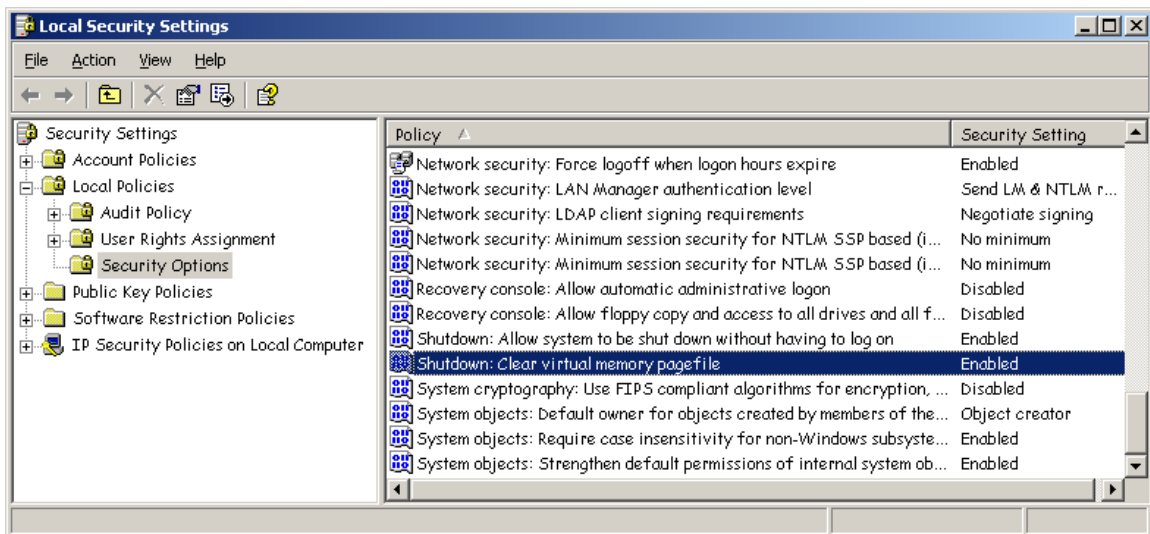 Local Security Settings
File Action View Help
Security Settings
Account Policies
Local Policies
Audit Policy
User Rights Assignment
Security Options
Public Key Policies
Software Restriction Policies
IP Security Policies on Local Computer
Policy Security Setting
Network security: Force logoff when logon hours expire Enabled
Network security: LAN Manager authentication level Send LM & NTLM r...
Network security: LDAP client signing requirements Negotiate signing
Network security: Minimum session security for NTLM SSP based (i... No minimum
Network security: Minimum session security for NTLM SSP based (i... No minimum
Recovery console: Allow automatic administrative logon Disabled
Recovery console: Allow floppy copy and access to all drives and all f... Disabled
Shutdown: Allow system to be shut down without having to log on Enabled
Shutdown: Clear virtual memory pagefile Enabled
System cryptography: Use FIPS compliant algorithms for encryption, ... Disabled
System objects: Default owner for objects created by members of the... Object creator
System objects: Require case insensitivity for non-Windows subsyste... Enabled
System objects: Strengthen default permissions of internal system ob... Enabled